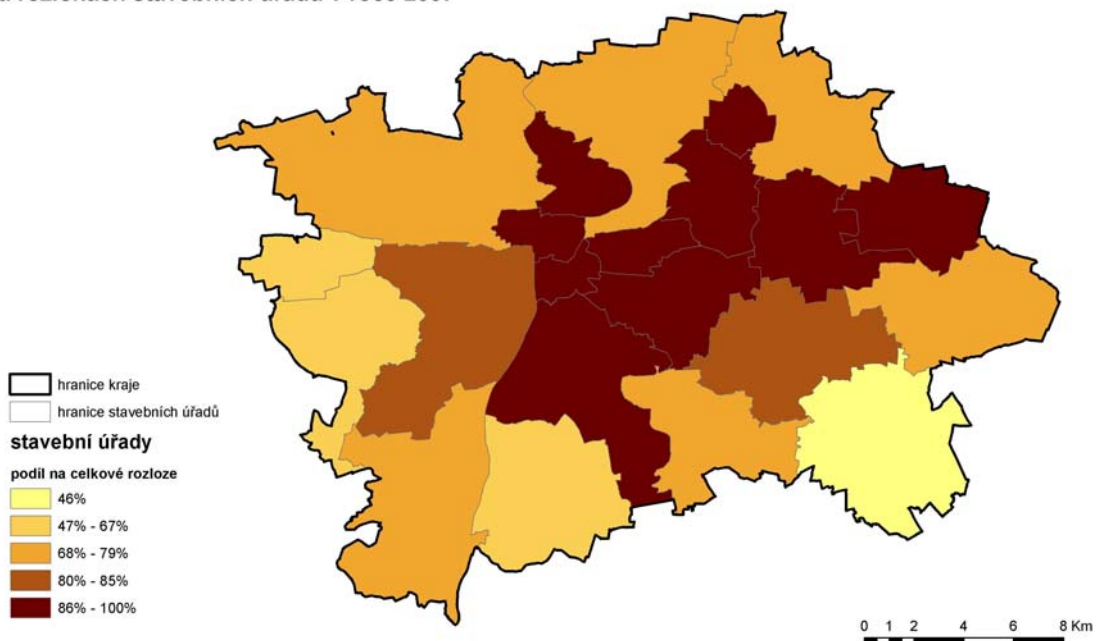 hranice kraje
hranice stavebních úřadů
stavební úřady
podíl na celkové rozloze
46%
47% - 67%
68% - 79%
80% - 85%
86% - 100%
0 1 2 4 6 8 Km